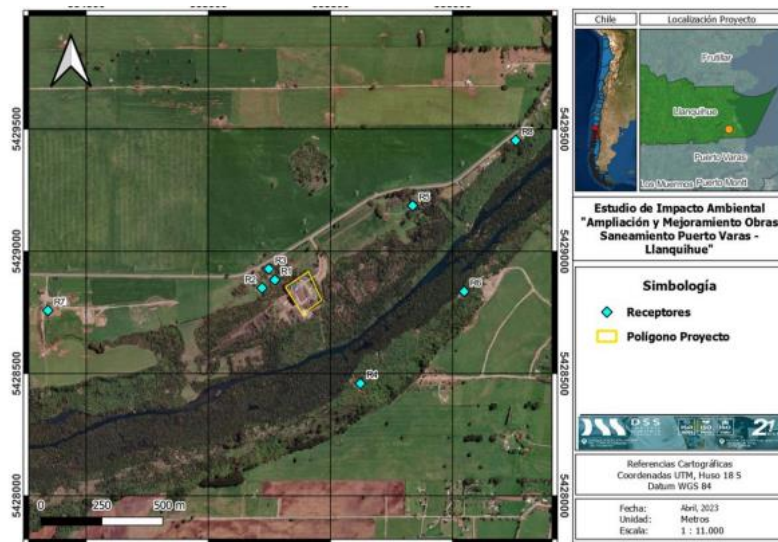 Chile
Localización Proyecto
Frutillar
Llanquihue
Puerto Varas
Los Muermos
Puerto Montt
Estudio de Impacto Ambiental
"Ampliación y Mejoramiento Obras
Saneamiento Puerto Varas -
Llanquihue"
Simbología
Receptores
Polígono Proyecto
DSS
Referencias Cartográficas
Coordenadas UTM, Huso 18 S
Datum WGS 84
Fecha: Abril, 2023
Unidad: Metros
Escala: 1 : 11.000
5429500
5429500
R5
R3
R1
R2
R6
R7
R4
5429000
5429000
5428500
5428500
5428000
5428000
0 250 500 m